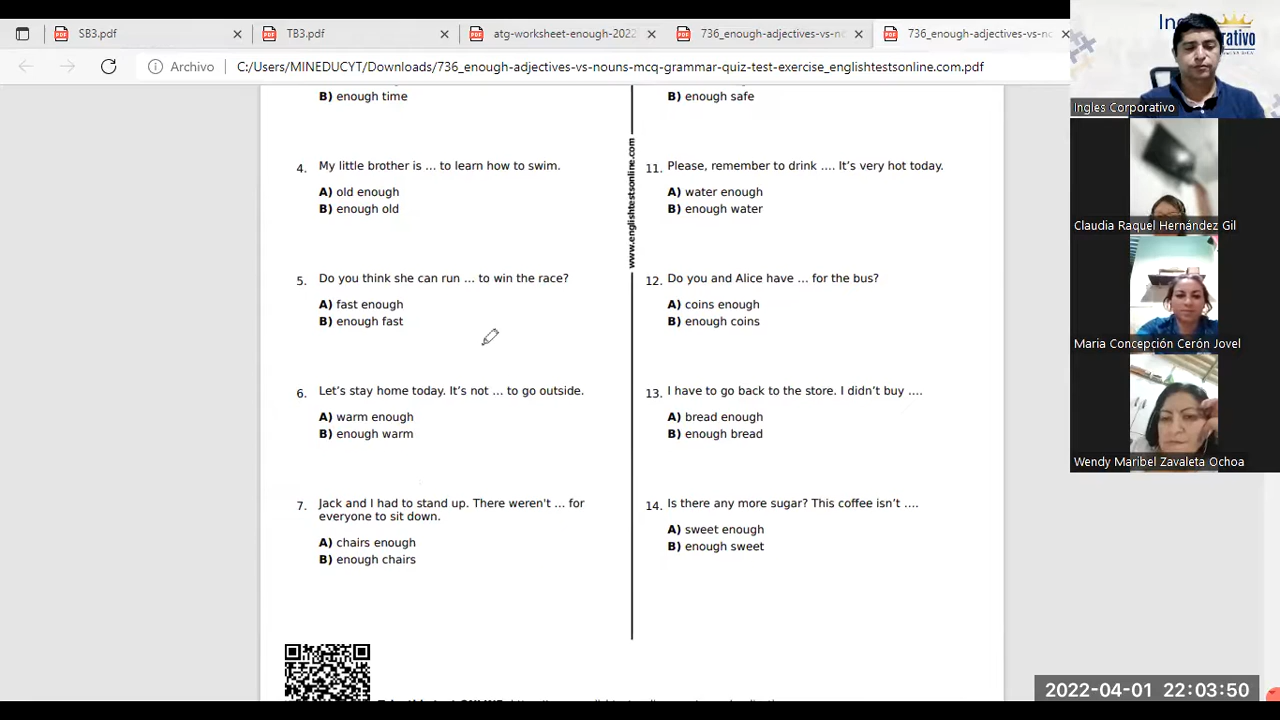 SB3.pdf
TB3.pdf
atg-worksheet-enough-2022
736_enough-adjectives-vs-no
736_enough-adjectives-vs-no
Archivo
C:/Users/MINEDUCYT/Downloads/736_enough-adjectives-vs-nouns-mcq-grammar-quiz-test-exercise_englishtestsonline.com.pdf
B) enough time
4. My little brother is ... to learn how to swim.
A) old enough
B) enough old
5. Do you think she can run ... to win the race?
A) fast enough
B) enough fast
6. Let's stay home today. It's not ... to go outside.
A) warm enough
B) enough warm
7. Jack and I had to stand up. There weren't ... for
everyone to sit down.
A) chairs enough
B) enough chairs
www.englishtestsonline.com
B) enough safe
11. Please, remember to drink .... It's very hot today.
A) water enough
B) enough water
12. Do you and Alice have ... for the bus?
A) coins enough
B) enough coins
13. I have to go back to the store. I didn't buy ....
A) bread enough
B) enough bread
14. Is there any more sugar? This coffee isn't ....
A) sweet enough
B) enough sweet
Ingles Corporativo
Claudia Raquel Hernández Gil
Maria Concepción Cerón Jovel
Wendy Maribel Zavaleta Ochoa
2022-04-01 22:03:50